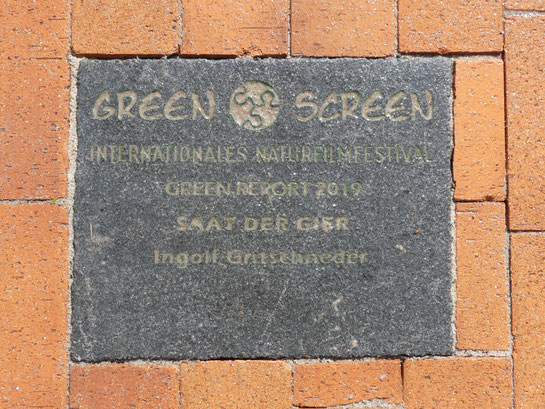 GREEN SCREEN
INTERNATIONALES NATURFILMFESTIVAL
GREEN REPORT 2019
SAAT DER GIER
Ingolf Gritschneder